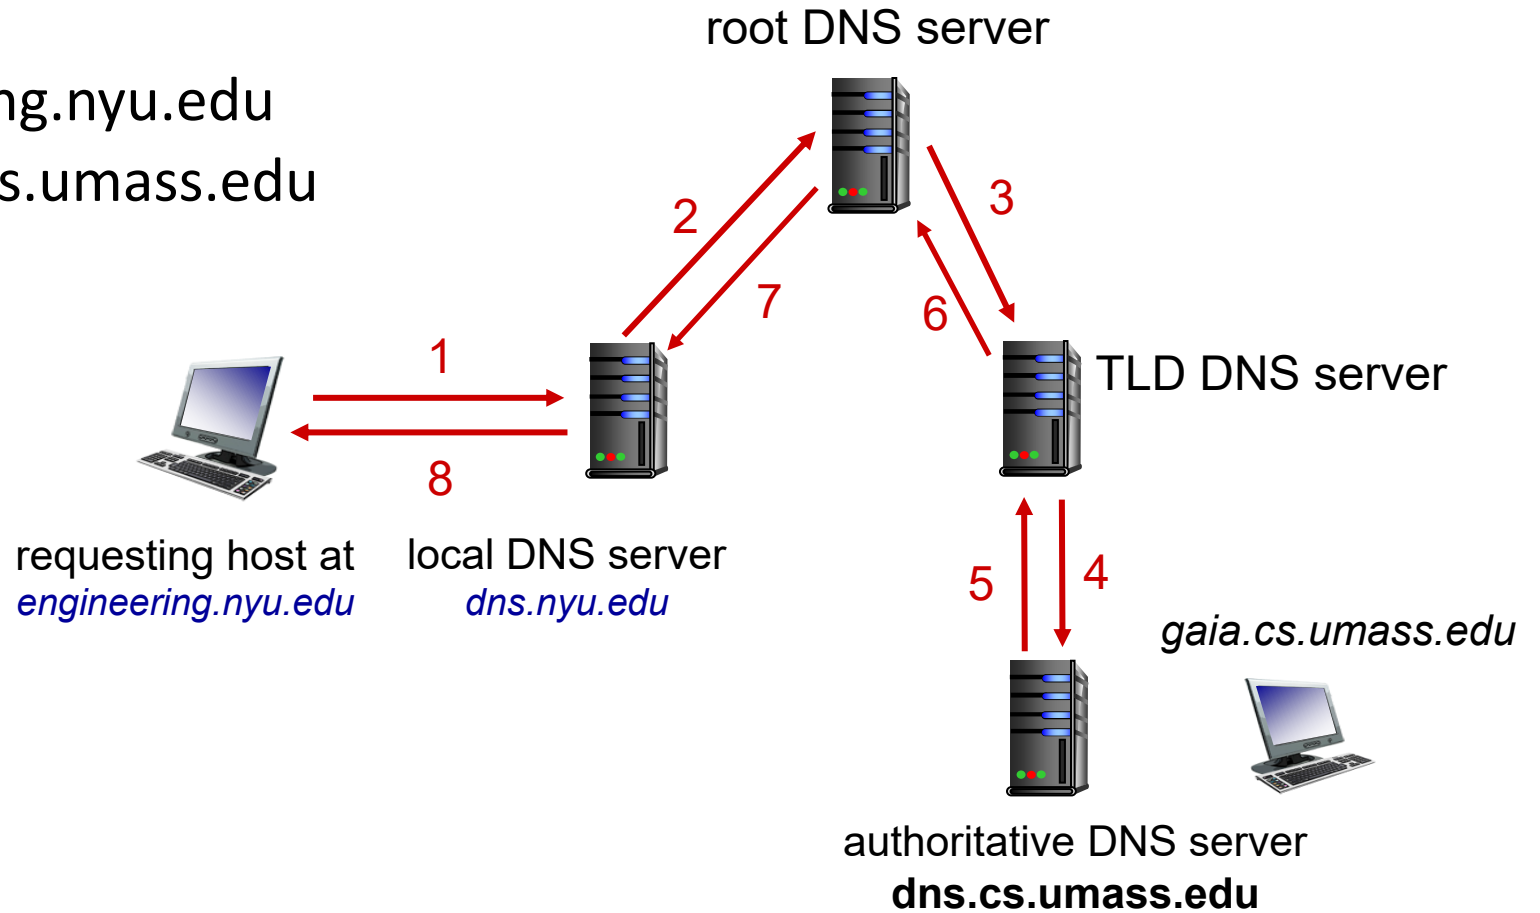 root DNS server
ng.nyu.edu
s.umass.edu
2
3
7
6
1
TLD DNS server
8
requesting host at
engineering.nyu.edu
local DNS server
dns.nyu.edu
5
4
gaia.cs.umass.edu
authoritative DNS server
dns.cs.umass.edu